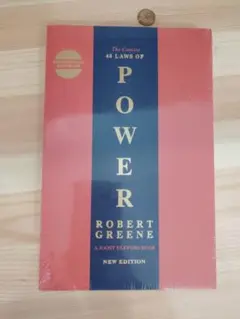 The Concise
48 LAWS OF
POWER
ROBERT
GREENE
A JOOST ELFFERS BOOK
NEW EDITION